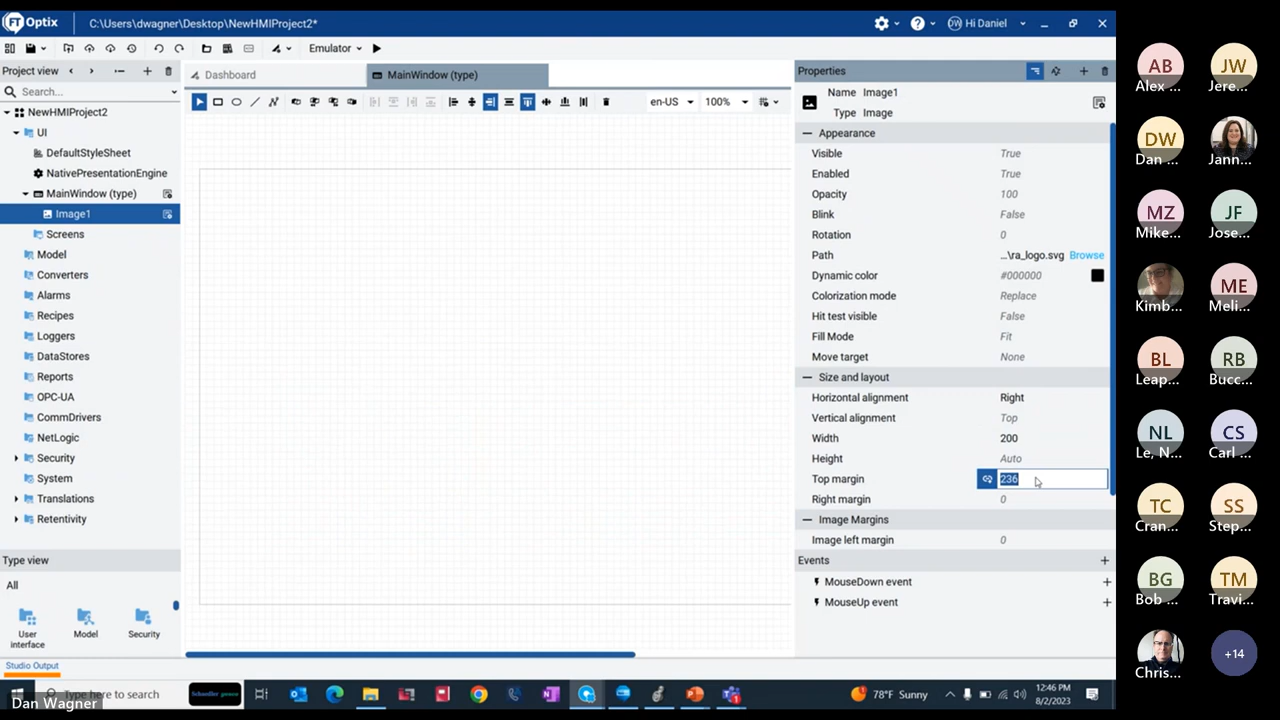 FT Optix
C:\Users\dwagner\Desktop\NewHMIProject2*
Hi Daniel
Emulator
Project view
Dashboard
MainWindow (type)
Properties
Search...
en-US
100%
Name Image1
Type Image
NewHMIProject2
UI
DefaultStyleSheet
NativePresentationEngine
MainWindow (type)
Image1
Screens
Model
Converters
Alarms
Recipes
Loggers
DataStores
Reports
OPC-UA
CommDrivers
NetLogic
Security
System
Translations
Retentivity
Type view
All
User interface
Model
Security
Studio Output
Appearance
Visible True
Enabled True
Opacity 100
Blink False
Rotation 0
Path ...\ra_logo.svg Browse
Dynamic color #000000
Colorization mode Replace
Hit test visible False
Fill Mode Fit
Move target None
Size and layout
Horizontal alignment Right
Vertical alignment Top
Width 200
Height Auto
Top margin 236
Right margin 0
Image Margins
Image left margin 0
Events
MouseDown event
MouseUp event
Type here to search
78°F Sunny
12:46 PM
8/2/2023
Dan Wagner
AB JW
Alex ... Jere...
DW
Dan ... Jann...
MZ JF
Mike... Jose...
ME
Kimb... Meli...
BL RB
Leap... Bucc...
NL CS
Le, N... Carl ...
TC SS
Cran... Step...
BG TM
Bob ... Travi...
+14
Chris...